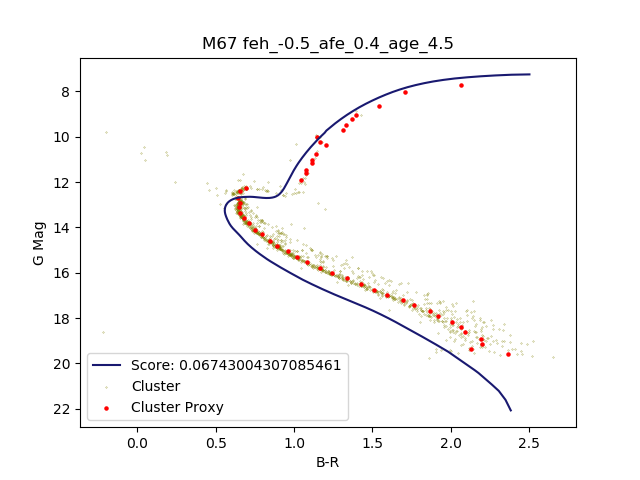 M67 feh_-0.5_afe_0.4_age_4.5
G Mag
8
10
12
14
16
18
20
22
Score: 0.06743004307085461
Cluster
Cluster Proxy
0.0 0.5 1.0 1.5 2.0 2.5
B-R